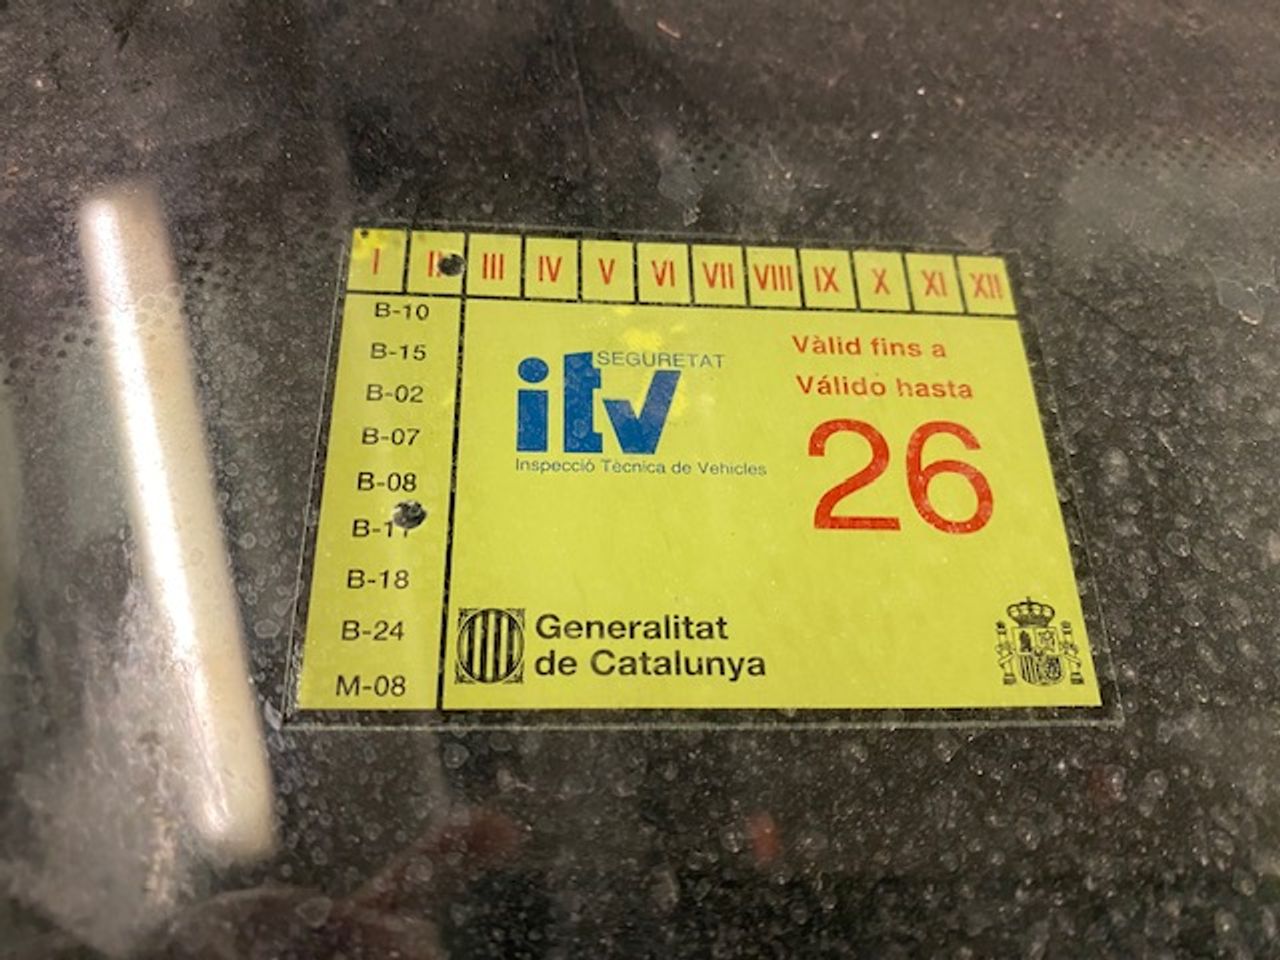 I II III IV V VI VII VIII IX X XI XII
B-10
B-15
B-02
B-07
B-08
B-17
B-18
B-24
M-08
SEGURETAT
itv
Inspecció Tècnica de Vehicles
Vàlid fins a
Válido hasta
26
Generalitat
de Catalunya